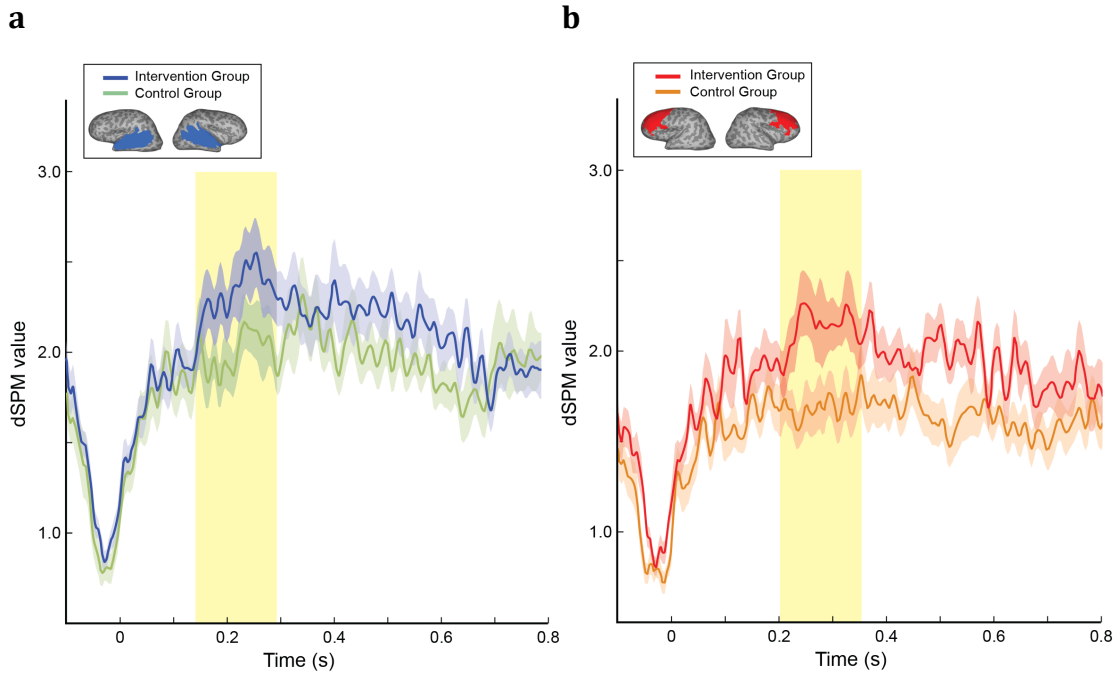 a
Intervention Group
Control Group
3.0
2.0
1.0
dSPM value
0 0.2 0.4 0.6 0.8
Time (s)
b
Intervention Group
Control Group
3.0
2.0
1.0
dSPM value
0 0.2 0.4 0.6 0.8
Time (s)